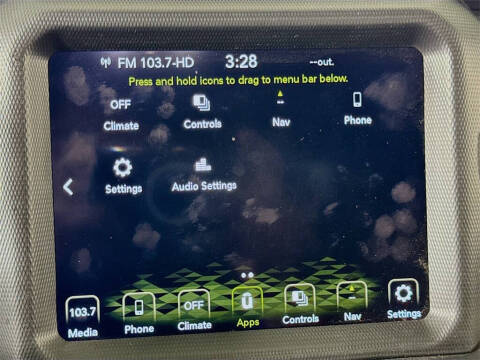 FM 103.7-HD 3:28 --out.
Press and hold icons to drag to menu bar below.
OFF --
Climate Controls Nav Phone
Settings Audio Settings
103.7 OFF --
Media Phone Climate Apps Controls Nav Settings